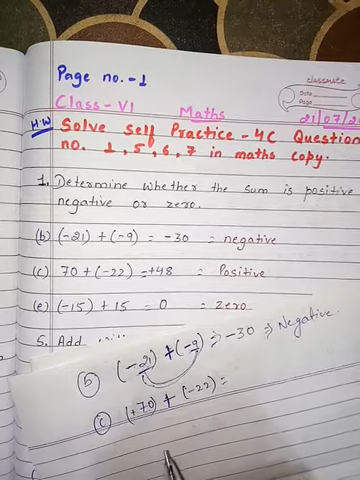 Page no.-1
classmate
Date
Page
Class-VI Maths 21/07/2
H.W Solve self Practice-4C Question
no. 1,5,6,7 in maths copy.
1. Determine whether the sum is positive
negative or zero.
(b) (-21)+(-9)= -30 = negative
(c) 70+(-22)=+48 = Positive
(e) (-15)+15 =0 = zero
5. Add
(b) (-21)+(-9)⇒-30 ⇒ Negative.
(c) (+70)+(-22)=